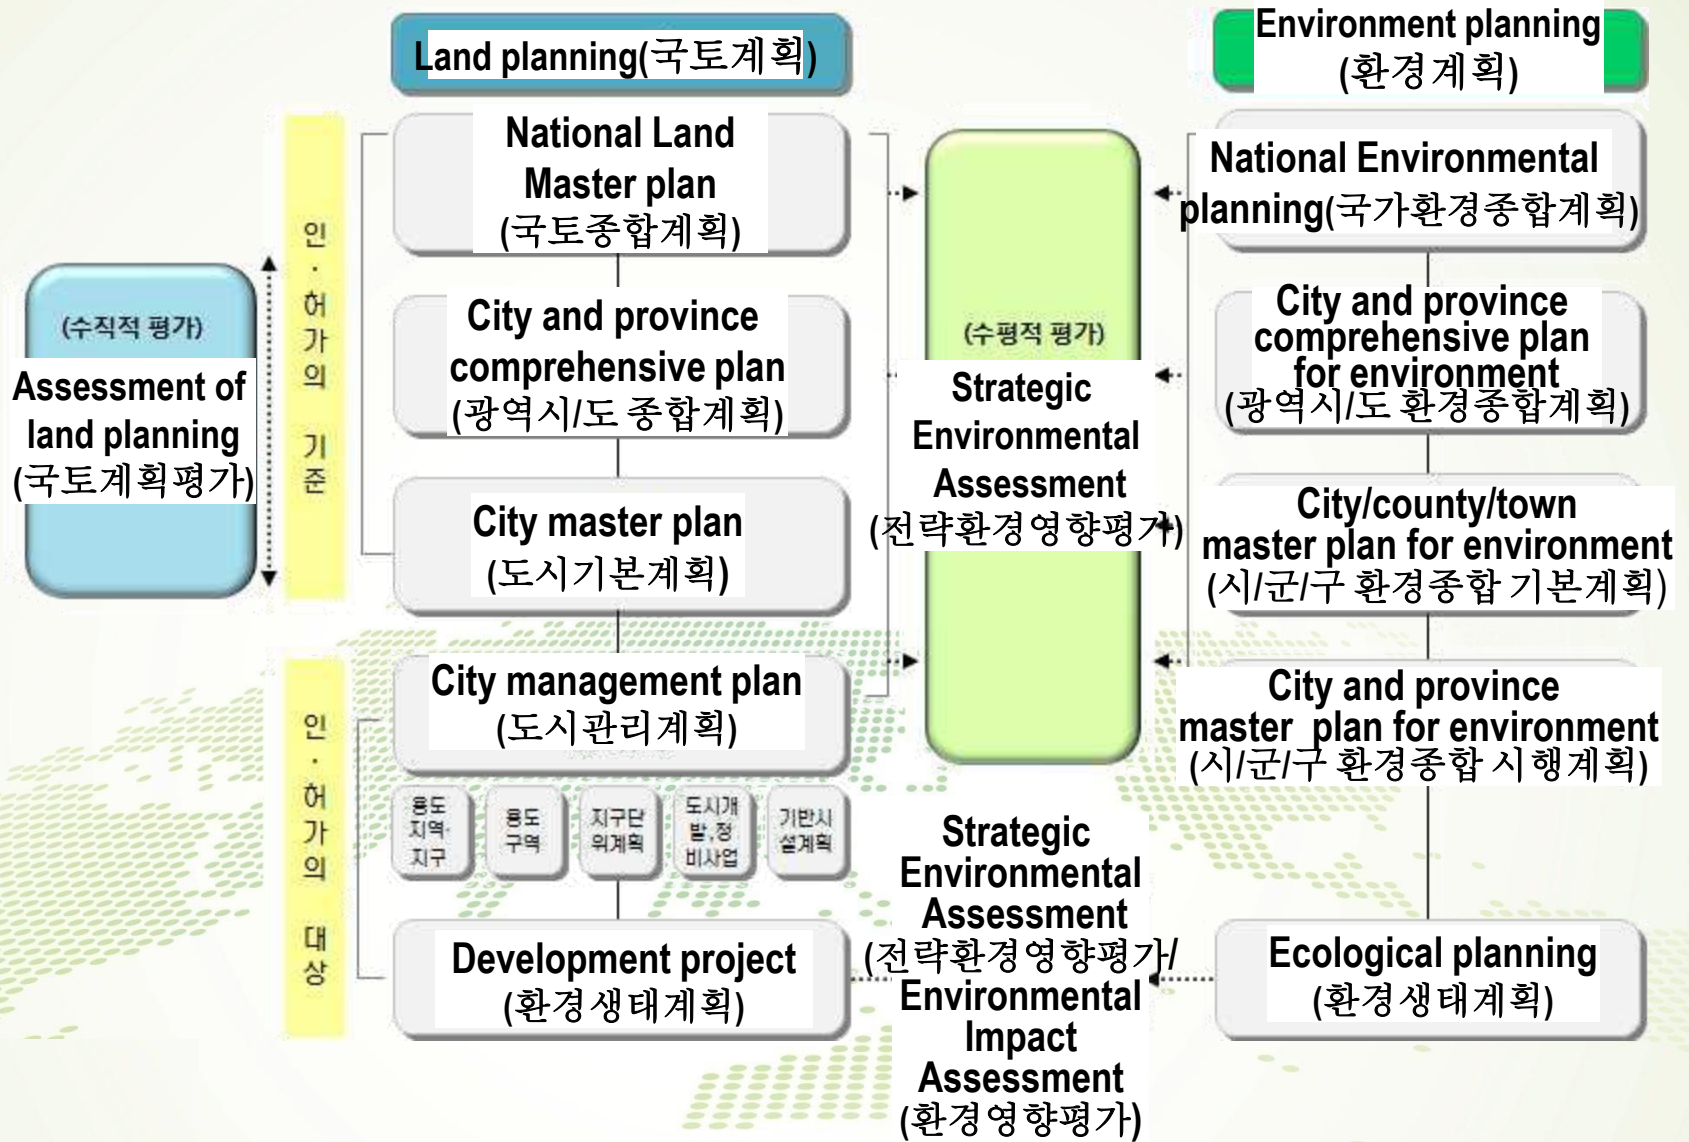 Land planning(국토계획)
Environment planning
(환경계획)
인·허가의 기준
National Land
Master plan
(국토종합계획)
National Environmental
planning(국가환경종합계획)
(수직적 평가)
Assessment of
land planning
(국토계획평가)
City and province
comprehensive plan
(광역시/도 종합계획)
(수평적 평가)
Strategic
Environmental
Assessment
(전략환경영향평가)
City and province
comprehensive plan
for environment
(광역시/도 환경종합계획)
City master plan
(도시기본계획)
City/county/town
master plan for environment
(시/군/구 환경종합 기본계획)
인·허가의 대상
City management plan
(도시관리계획)
City and province
master plan for environment
(시/군/구 환경종합 시행계획)
용도
지역·
지구
용도
구역
지구단
위계획
도시개
발,정
비사업
기반시
설계획
Development project
(환경생태계획)
Strategic
Environmental
Assessment
(전략환경영향평가/
Environmental
Impact
Assessment
(환경영향평가)
Ecological planning
(환경생태계획)